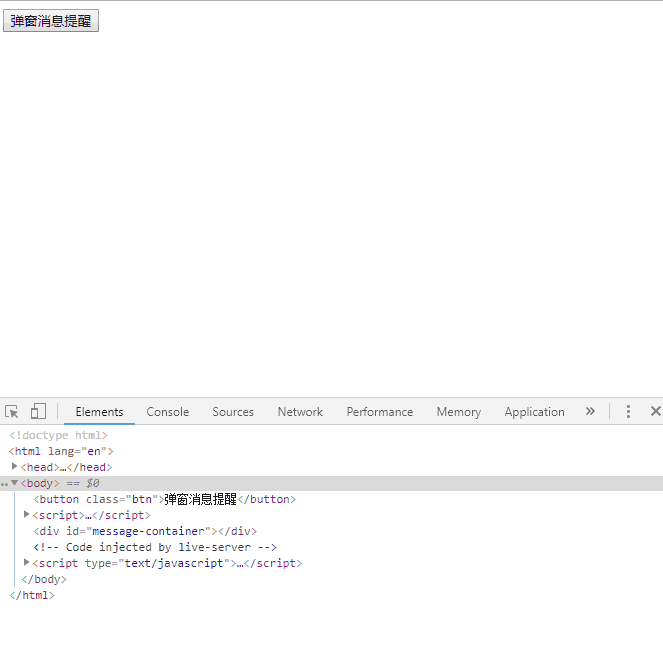 弹窗消息提醒
Elements Console Sources Network Performance Memory Application »
<!doctype html>
<html lang="en">
<head>…</head>
<body> == $0
<button class="btn">弹窗消息提醒</button>
<script>…</script>
<div id="message-container"></div>
<!-- Code injected by live-server -->
<script type="text/javascript">…</script>
</body>
</html>